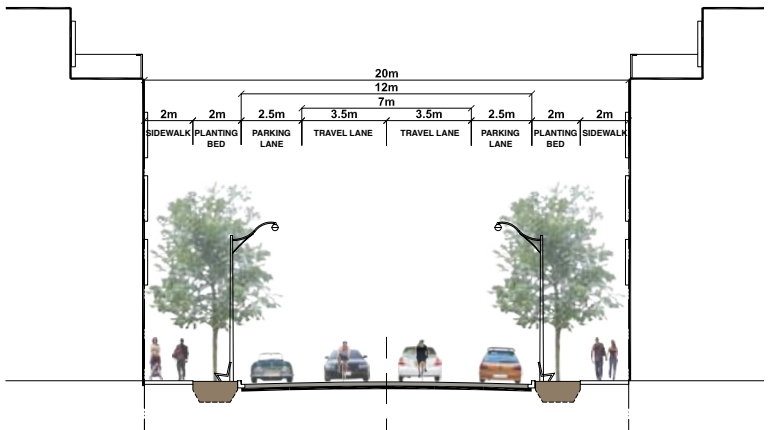 20m
12m
7m
2m 2m 2.5m 3.5m 3.5m 2.5m 2m 2m
SIDEWALK PLANTING BED PARKING LANE TRAVEL LANE TRAVEL LANE PARKING LANE PLANTING BED SIDEWALK